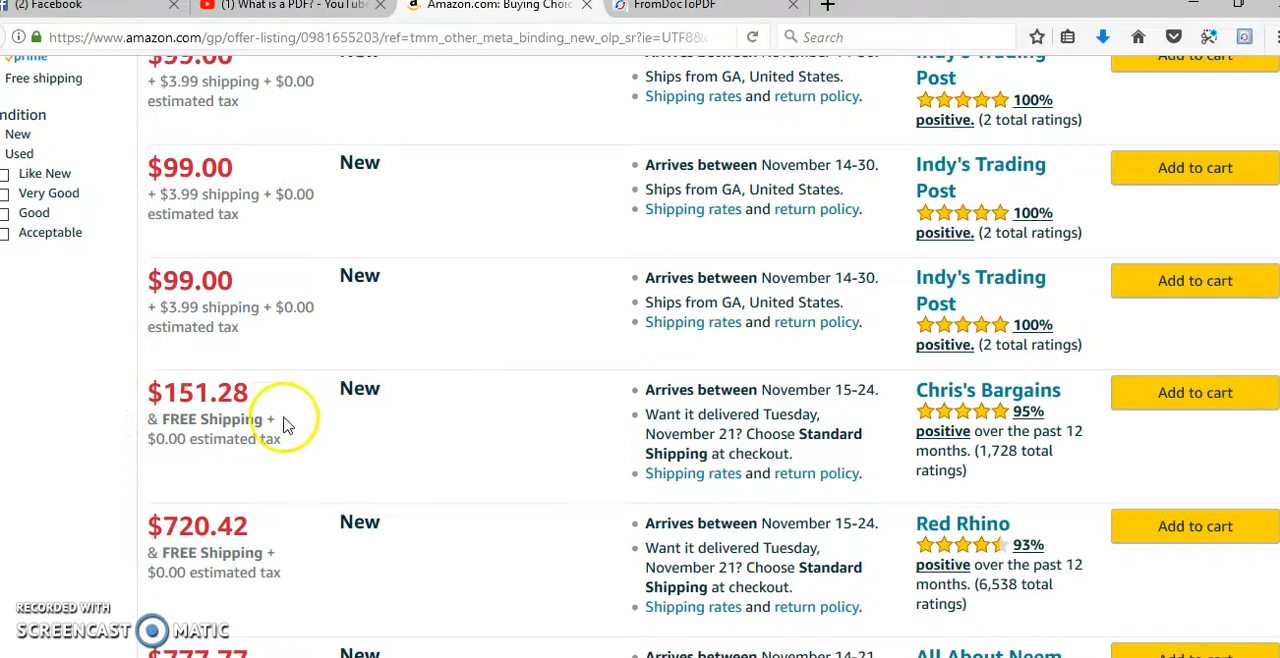 (2) Facebook
(1) What is a PDF? - YouTube
Amazon.com: Buying Choic
FromDocToPDF
https://www.amazon.com/gp/offer-listing/0981655203/ref=tmm_other_meta_binding_new_olp_sr?ie=UTF8&
Search
prime
Free shipping
ndition
New
Used
Like New
Very Good
Good
Acceptable
$99.00
+ $3.99 shipping + $0.00
estimated tax
New
Ships from GA, United States.
Shipping rates and return policy.
Indy's Trading
Post
100%
positive. (2 total ratings)
Add to cart
$99.00
+ $3.99 shipping + $0.00
estimated tax
New
Arrives between November 14-30.
Ships from GA, United States.
Shipping rates and return policy.
Indy's Trading
Post
100%
positive. (2 total ratings)
Add to cart
$99.00
+ $3.99 shipping + $0.00
estimated tax
New
Arrives between November 14-30.
Ships from GA, United States.
Shipping rates and return policy.
Indy's Trading
Post
100%
positive. (2 total ratings)
Add to cart
$151.28
& FREE Shipping +
$0.00 estimated tax
New
Arrives between November 15-24.
Want it delivered Tuesday,
November 21? Choose Standard
Shipping at checkout.
Shipping rates and return policy.
Chris's Bargains
95%
positive over the past 12
months. (1,728 total
ratings)
Add to cart
$720.42
& FREE Shipping +
$0.00 estimated tax
New
Arrives between November 15-24.
Want it delivered Tuesday,
November 21? Choose Standard
Shipping at checkout.
Shipping rates and return policy.
Red Rhino
93%
positive over the past 12
months. (6,538 total
ratings)
Add to cart
$777.77
New
Arrives between November 14-21.
All About Neem
Add to cart
RECORDED WITH
SCREENCAST MATIC